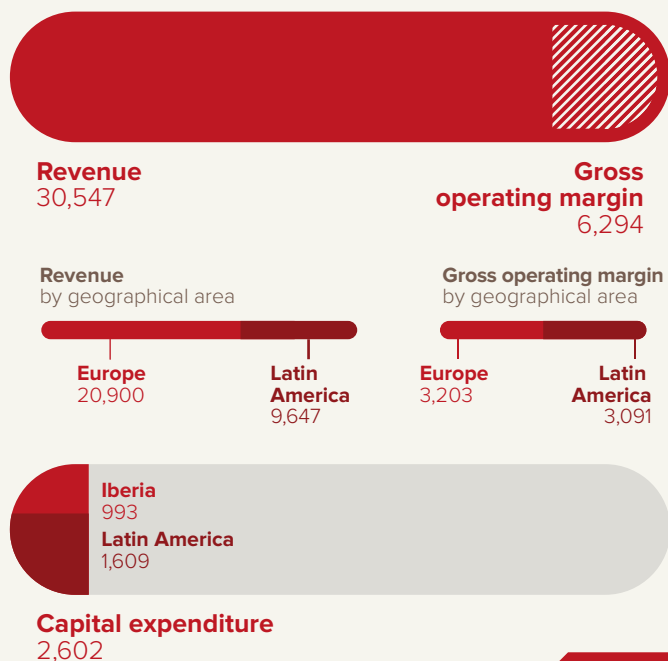 Revenue
30,547
Gross
operating margin
6,294
Revenue
by geographical area
Europe
20,900
Latin
America
9,647
Gross operating margin
by geographical area
Europe
3,203
Latin
America
3,091
Iberia
993
Latin America
1,609
Capital expenditure
2,602